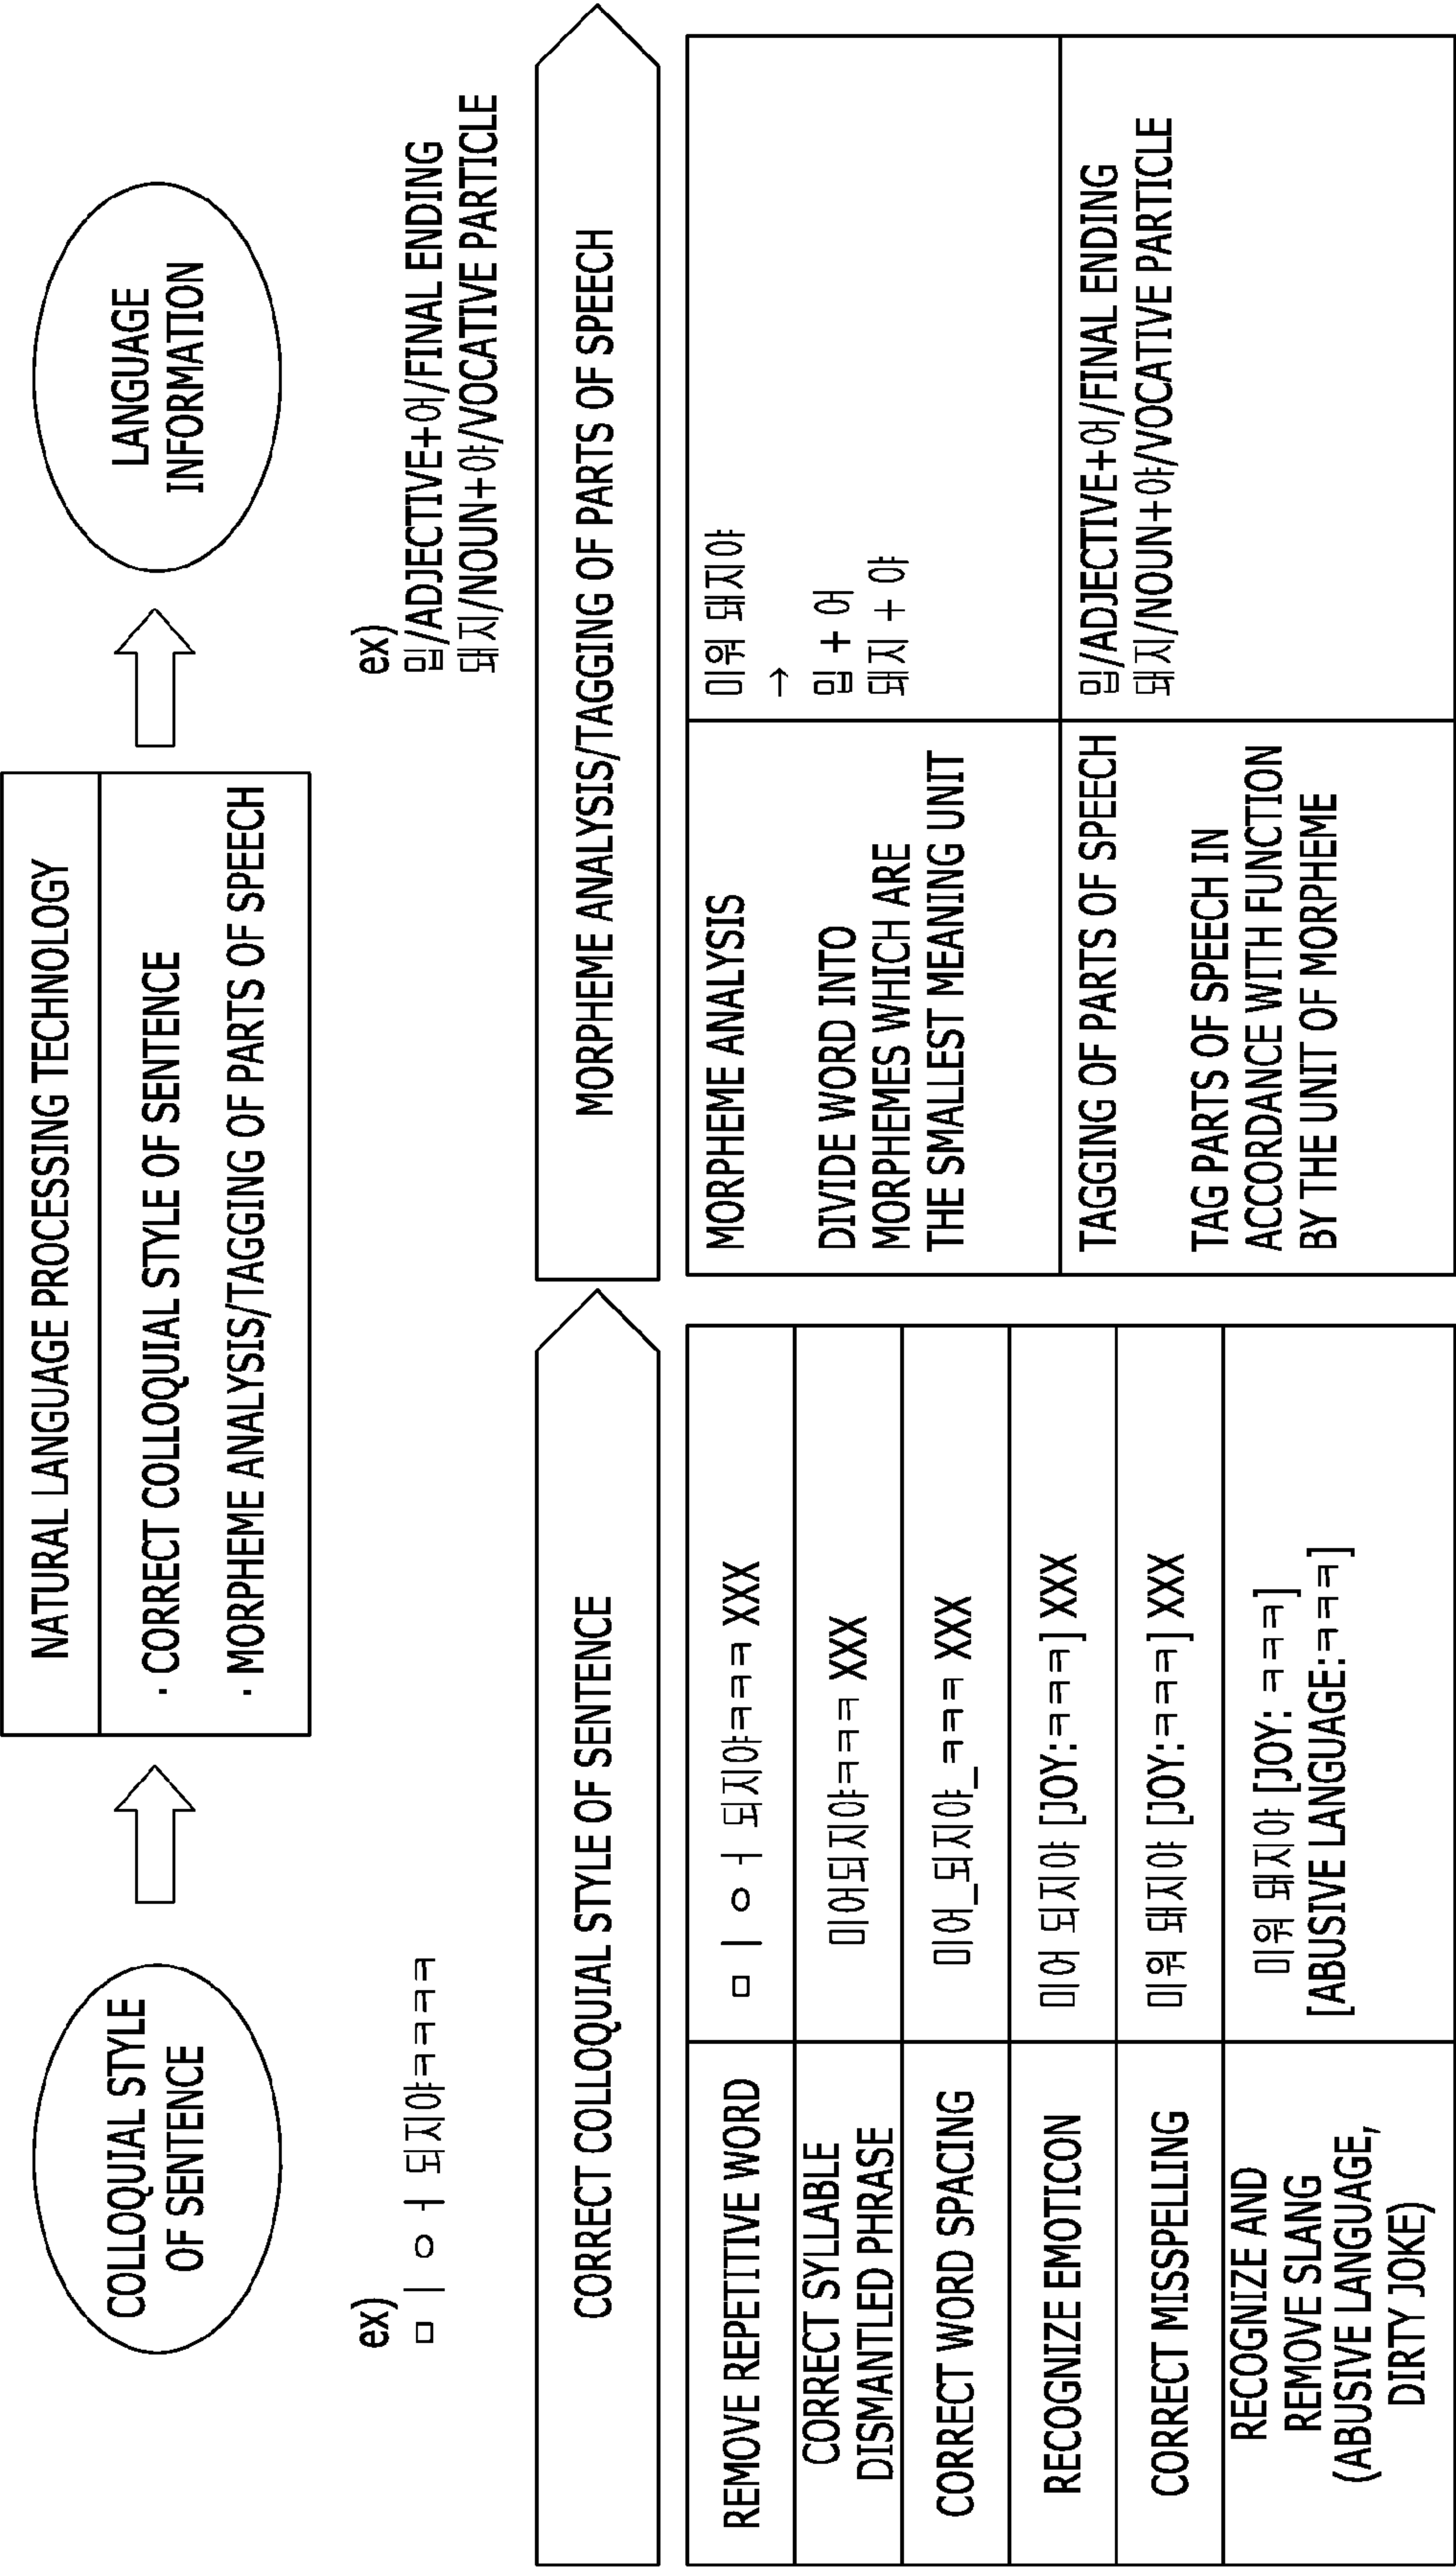 COLLOQUIAL STYLE
OF SENTENCE
ex)
ㅁ ㅣ ㅇ ㅓ 되지야ㅋㅋㅋㅋ
NATURAL LANGUAGE PROCESSING TECHNOLOGY
· CORRECT COLLOQUIAL STYLE OF SENTENCE
· MORPHEME ANALYSIS/TAGGING OF PARTS OF SPEECH
LANGUAGE
INFORMATION
ex)
밉/ADJECTIVE+어/FINAL ENDING
돼지/NOUN+야/VOCATIVE PARTICLE
CORRECT COLLOQUIAL STYLE OF SENTENCE
REMOVE REPETITIVE WORD
ㅁ ㅣ ㅇ ㅓ 되지야ㅋㅋㅋ XXX
CORRECT SYLLABLE
DISMANTLED PHRASE
미어되지야ㅋㅋㅋ XXX
CORRECT WORD SPACING
미어_되지야_ㅋㅋㅋ XXX
RECOGNIZE EMOTICON
미어 되지야 [JOY:ㅋㅋㅋ] XXX
CORRECT MISSPELLING
미워 돼지야 [JOY:ㅋㅋㅋ] XXX
RECOGNIZE AND
REMOVE SLANG
(ABUSIVE LANGUAGE,
DIRTY JOKE)
미워 돼지야 [JOY: ㅋㅋㅋ]
[ABUSIVE LANGUAGE:ㅋㅋㅋ]
MORPHEME ANALYSIS/TAGGING OF PARTS OF SPEECH
MORPHEME ANALYSIS
DIVIDE WORD INTO
MORPHEMES WHICH ARE
THE SMALLEST MEANING UNIT
미워 돼지야
→
밉 + 어
돼지 + 야
TAGGING OF PARTS OF SPEECH
TAG PARTS OF SPEECH IN
ACCORDANCE WITH FUNCTION
BY THE UNIT OF MORPHEME
밉/ADJECTIVE+어/FINAL ENDING
돼지/NOUN+야/VOCATIVE PARTICLE